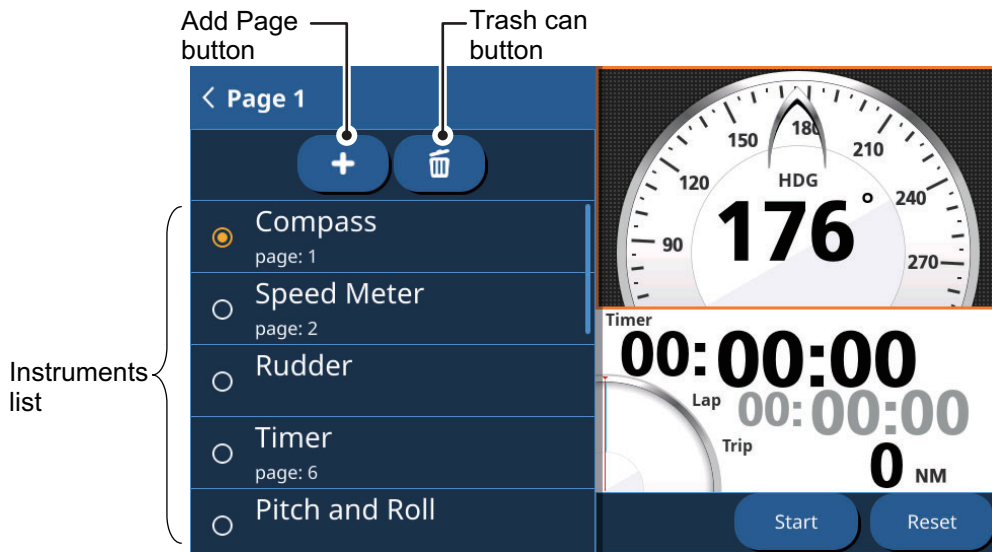 Add Page
button
Trash can
button
< Page 1
+
Instruments
list
Compass
page: 1
Speed Meter
page: 2
Rudder
Timer
page: 6
Pitch and Roll
90
120
150
180
210
240
270
HDG
176°
Timer
00:00:00
Lap
00:00:00
Trip
0 NM
Start
Reset